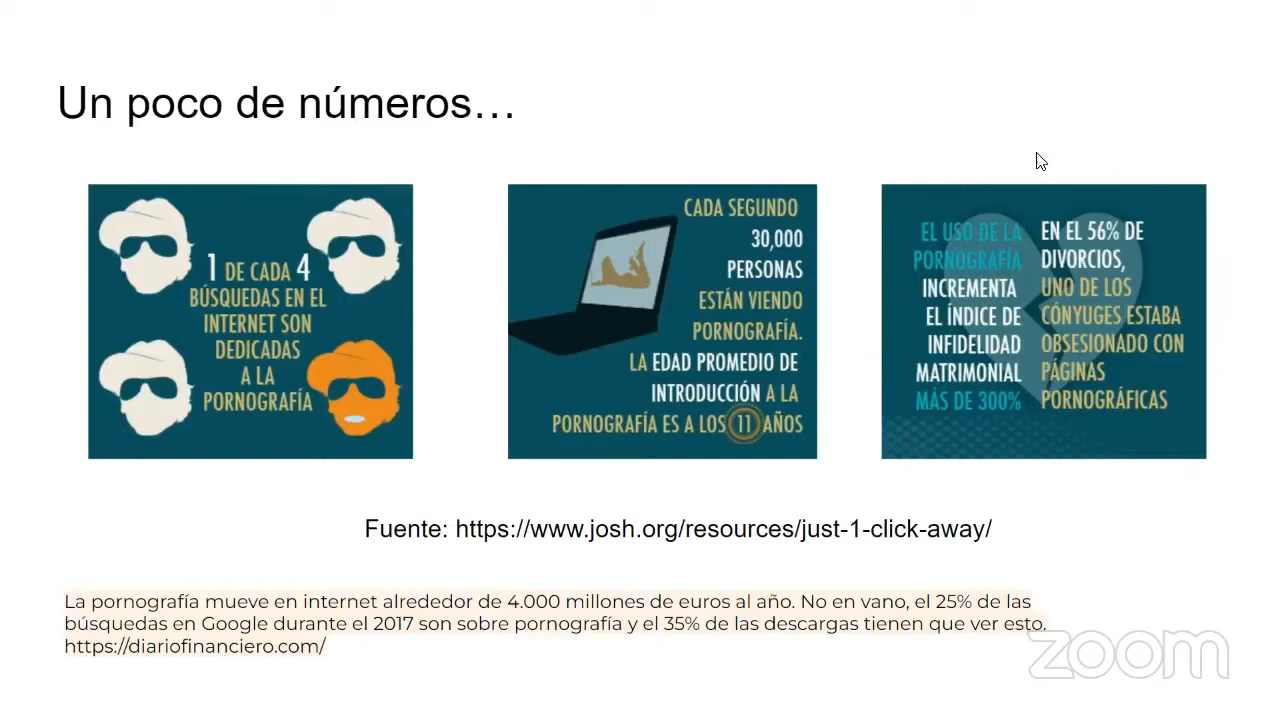 Un poco de números...
1 DE CADA 4
BÚSQUEDAS EN EL
INTERNET SON
DEDICADAS
A LA
PORNOGRAFÍA
CADA SEGUNDO
30,000
PERSONAS
ESTÁN VIENDO
PORNOGRAFÍA.
LA EDAD PROMEDIO DE
INTRODUCCIÓN A LA
PORNOGRAFÍA ES A LOS 11 AÑOS
EL USO DE LA
PORNOGRAFÍA
INCREMENTA
EL ÍNDICE DE
INFIDELIDAD
MATRIMONIAL
MÁS DE 300%
EN EL 56% DE
DIVORCIOS,
UNO DE LOS
CÓNYUGES ESTABA
OBSESIONADO CON
PÁGINAS
PORNOGRÁFICAS
Fuente: https://www.josh.org/resources/just-1-click-away/
La pornografía mueve en internet alrededor de 4.000 millones de euros al año. No en vano, el 25% de las
búsquedas en Google durante el 2017 son sobre pornografía y el 35% de las descargas tienen que ver esto.
https://diariofinanciero.com/
zoom